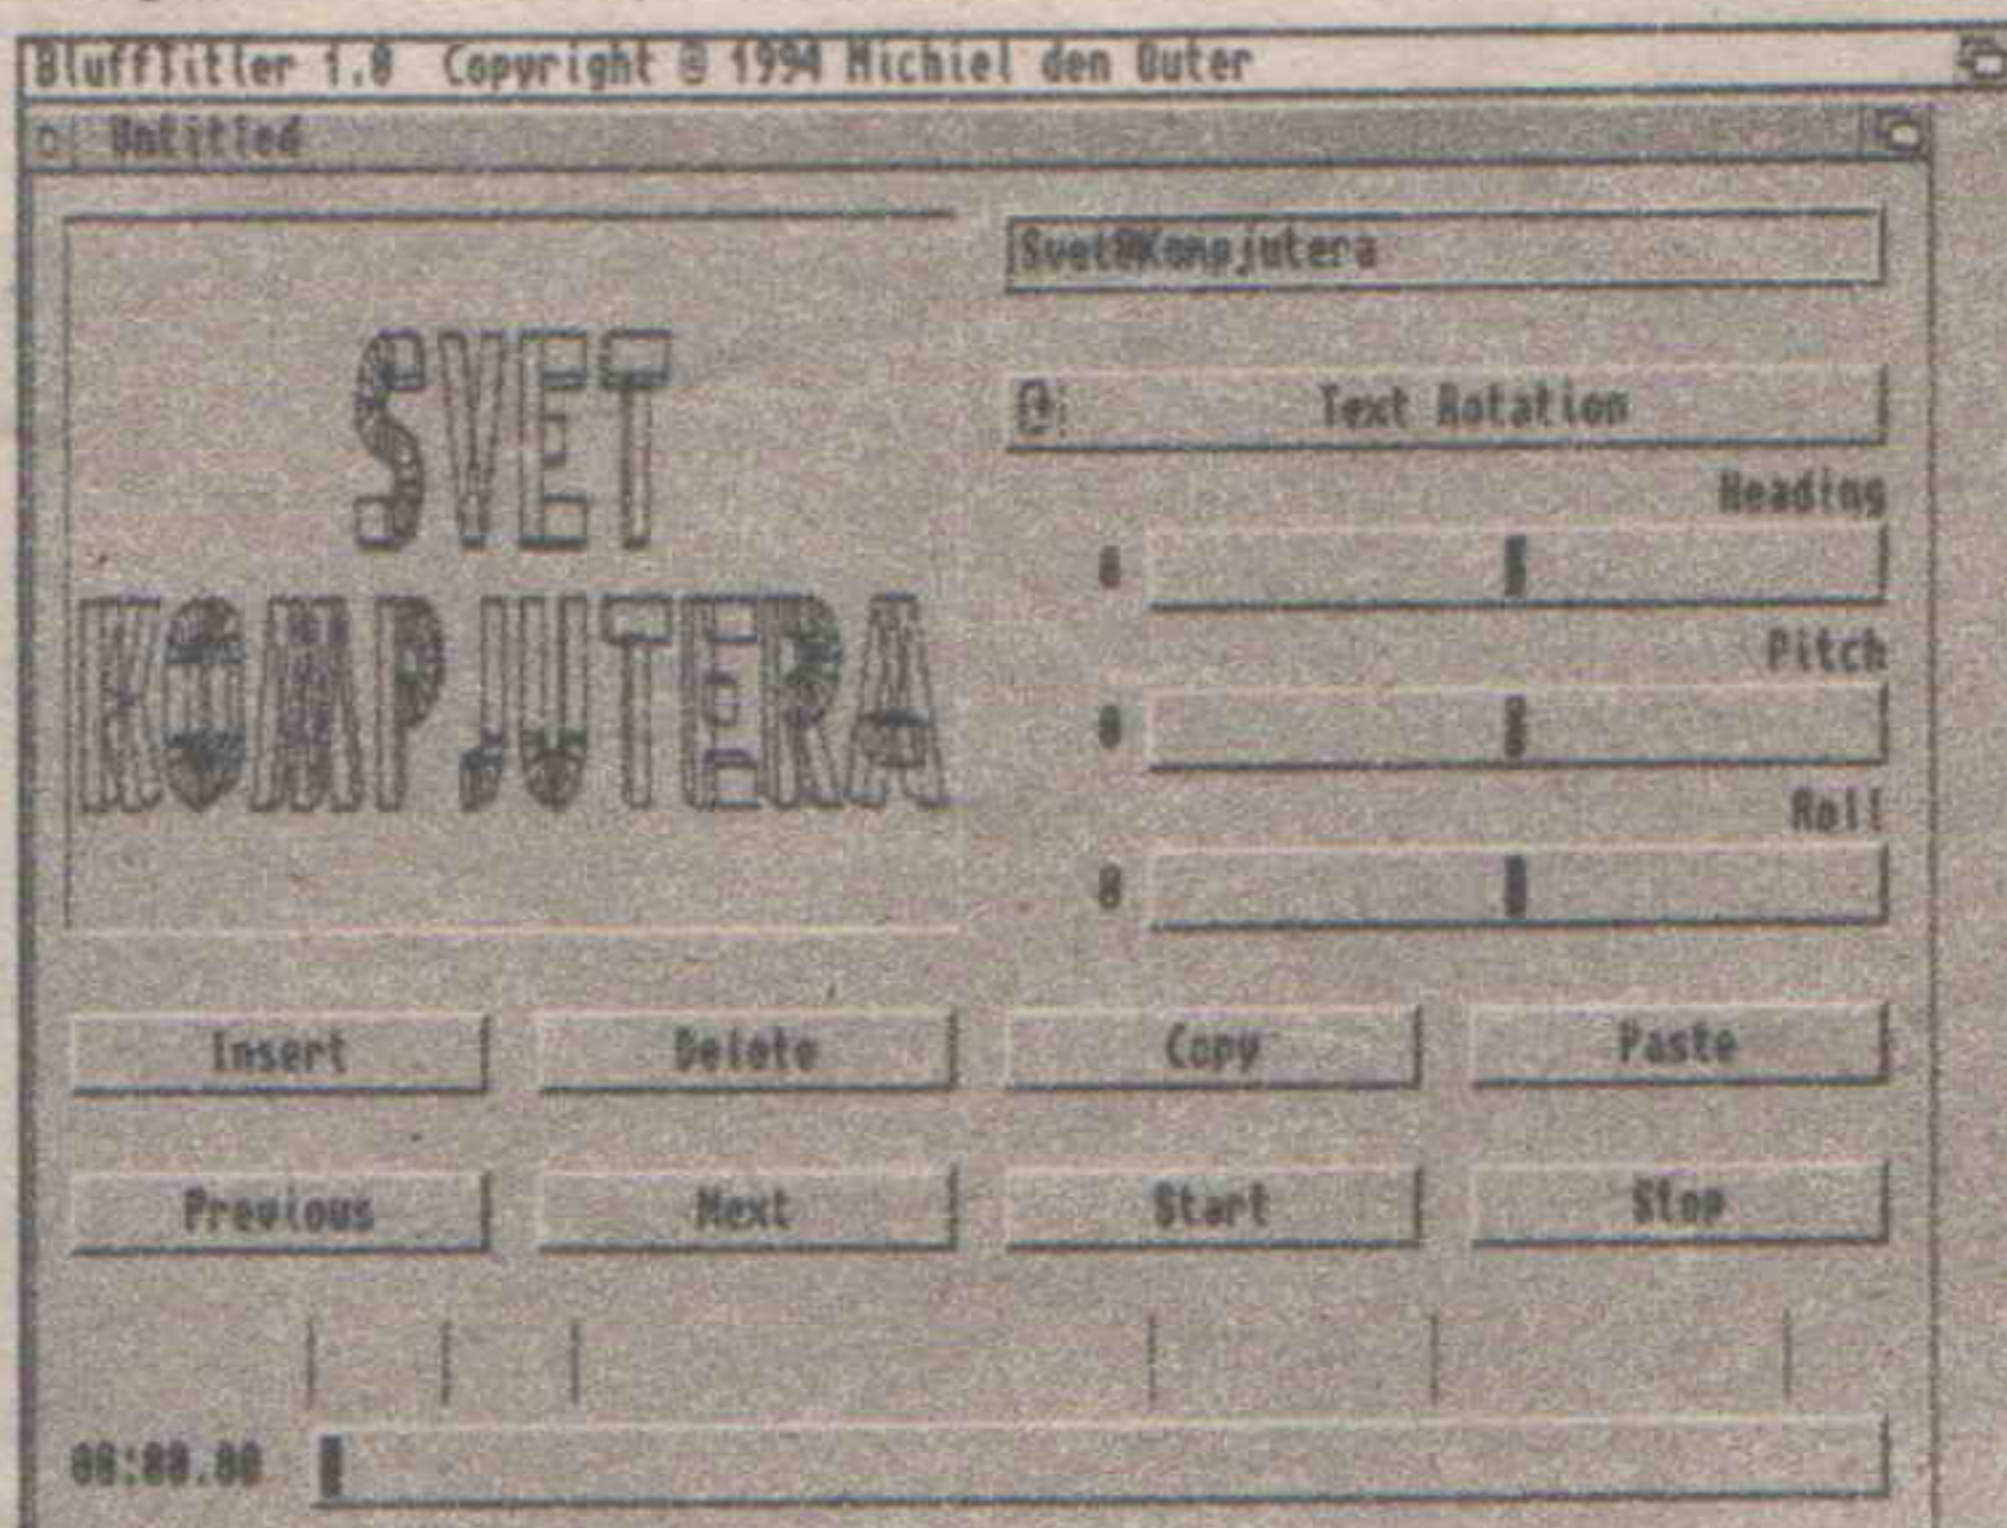 BluffTitler 1.0 Copyright © 1994 Michiel den Outer
Untitled
SVET
KOMPJUTERA
Svet@Kompjutera
Text Rotation
Heading
0
Pitch
0
Roll
0
Insert Delete Copy Paste
Previous Next Start Stop
00:00.00